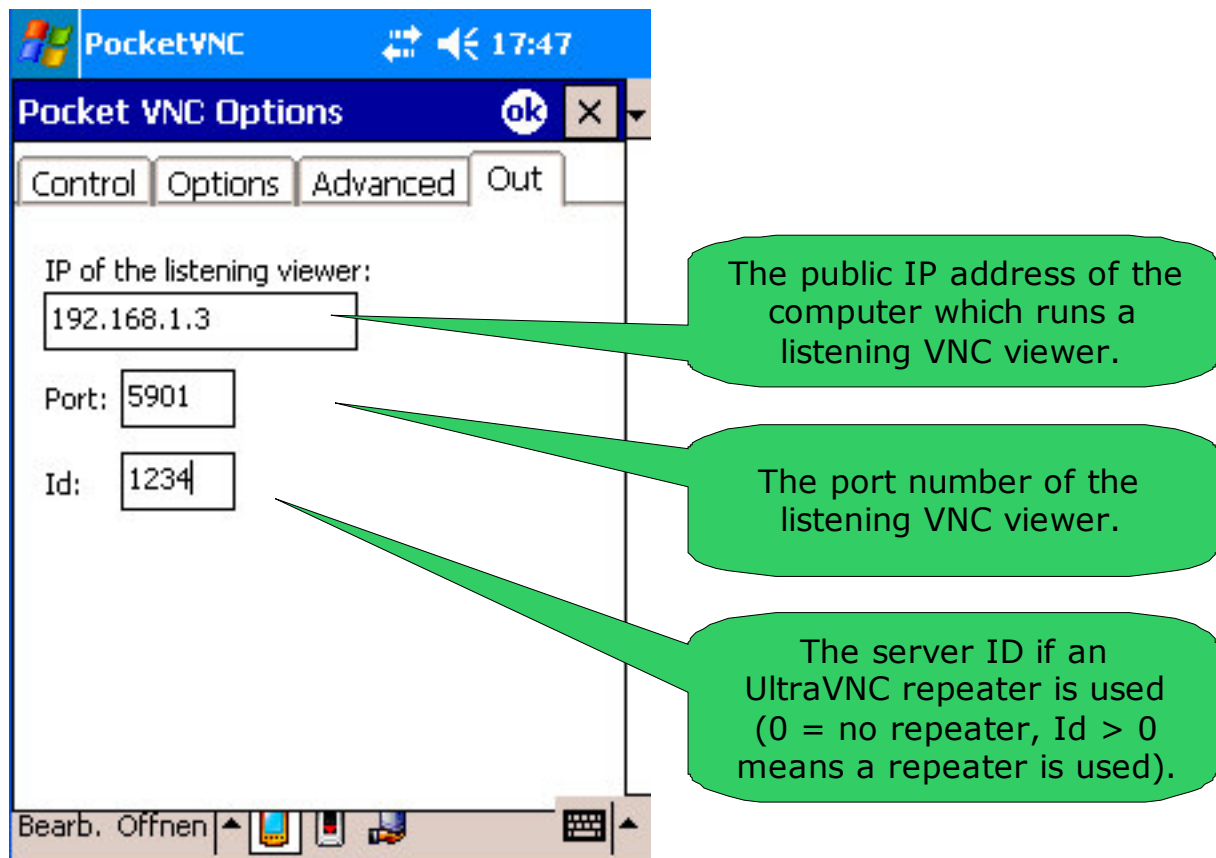 PocketVNC 17:47
Pocket VNC Options ok
Control Options Advanced Out
IP of the listening viewer:
192.168.1.3
Port: 5901
Id: 1234
Bearb. Offnen
The public IP address of the
computer which runs a
listening VNC viewer.
The port number of the
listening VNC viewer.
The server ID if an
UltraVNC repeater is used
(0 = no repeater, Id > 0
means a repeater is used).